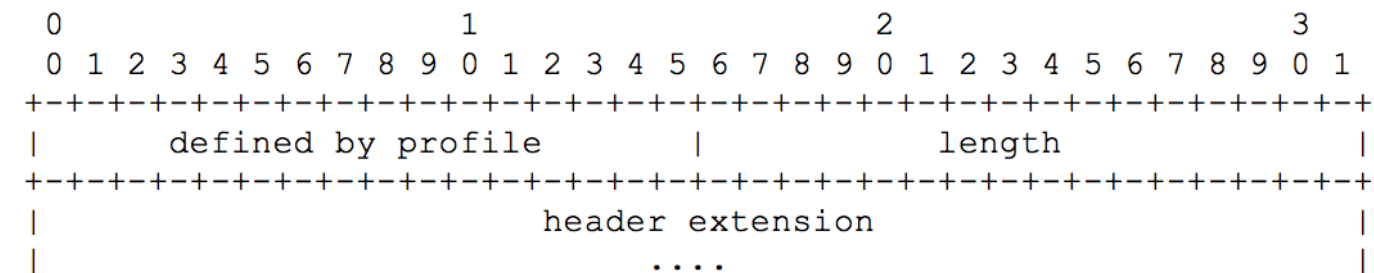 0                   1                   2                   3
 0 1 2 3 4 5 6 7 8 9 0 1 2 3 4 5 6 7 8 9 0 1 2 3 4 5 6 7 8 9 0 1
+-+-+-+-+-+-+-+-+-+-+-+-+-+-+-+-+-+-+-+-+-+-+-+-+-+-+-+-+-+-+-+-+
|      defined by profile       |           length              |
+-+-+-+-+-+-+-+-+-+-+-+-+-+-+-+-+-+-+-+-+-+-+-+-+-+-+-+-+-+-+-+-+
|                        header extension                       |
|                             ....                              |